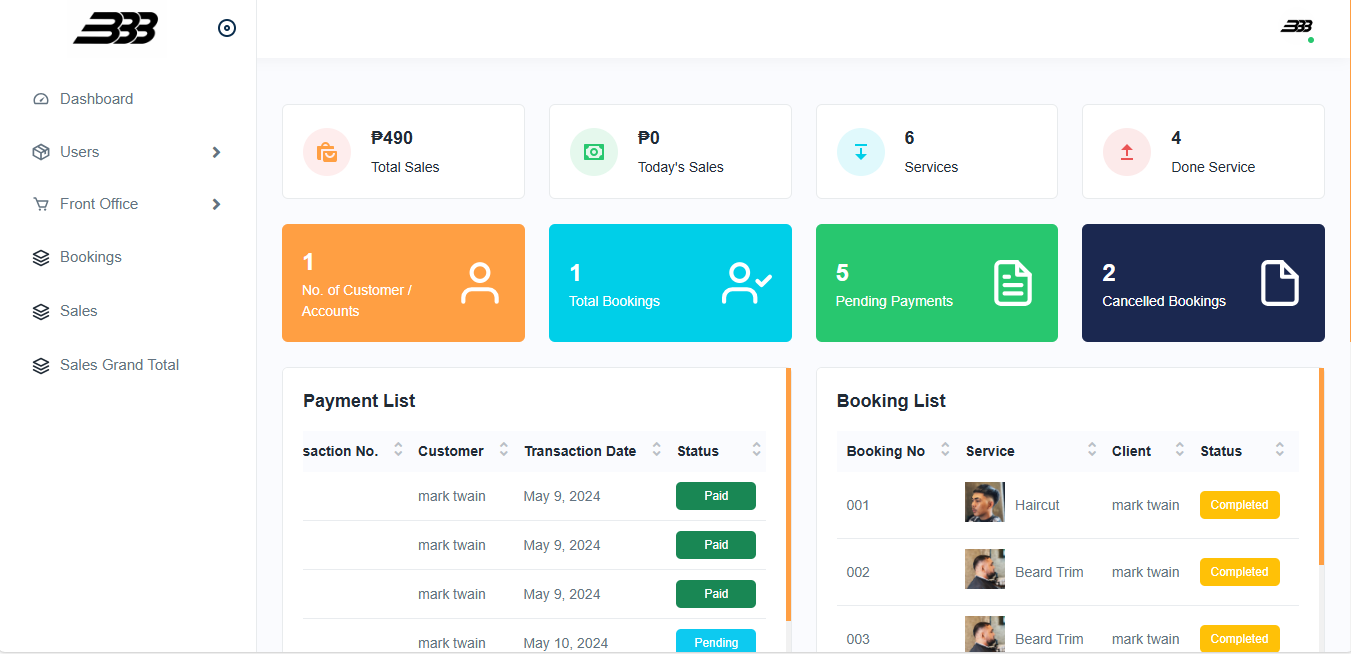 333
Dashboard
Users
Front Office
Bookings
Sales
Sales Grand Total
333
₱490
Total Sales
₱0
Today's Sales
6
Services
4
Done Service
1
No. of Customer /
Accounts
1
Total Bookings
5
Pending Payments
2
Cancelled Bookings
Payment List
saction No. Customer Transaction Date Status
mark twain May 9, 2024 Paid
mark twain May 9, 2024 Paid
mark twain May 9, 2024 Paid
mark twain May 10, 2024 Pending
Booking List
Booking No Service Client Status
001 Haircut mark twain Completed
002 Beard Trim mark twain Completed
003 Beard Trim mark twain Completed